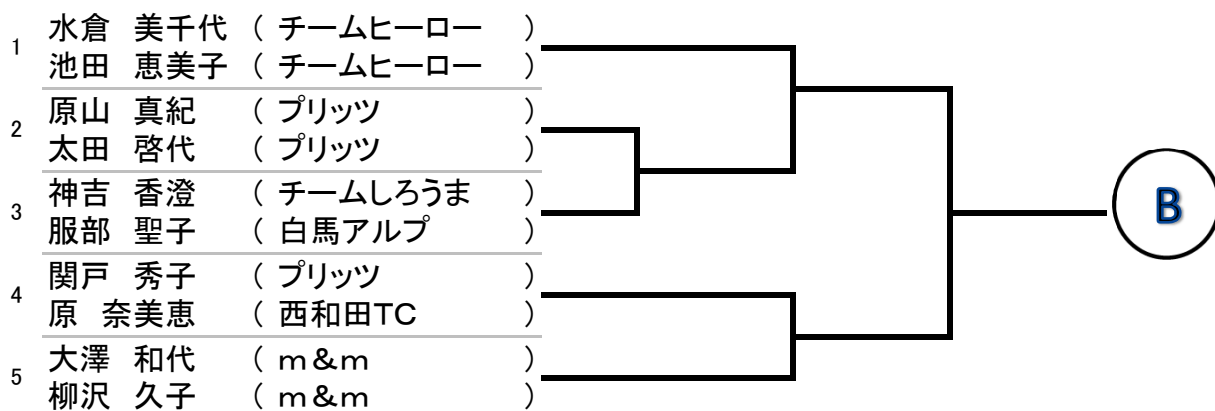 1
水倉 美千代 ( チームヒーロー )
池田 恵美子 ( チームヒーロー )
2
原山 真紀 ( プリッツ )
太田 啓代 ( プリッツ )
3
神吉 香澄 ( チームしろうま )
服部 聖子 ( 白馬アルプ )
4
関戸 秀子 ( プリッツ )
原 奈美恵 ( 西和田TC )
5
大澤 和代 ( m&m )
柳沢 久子 ( m&m )
B